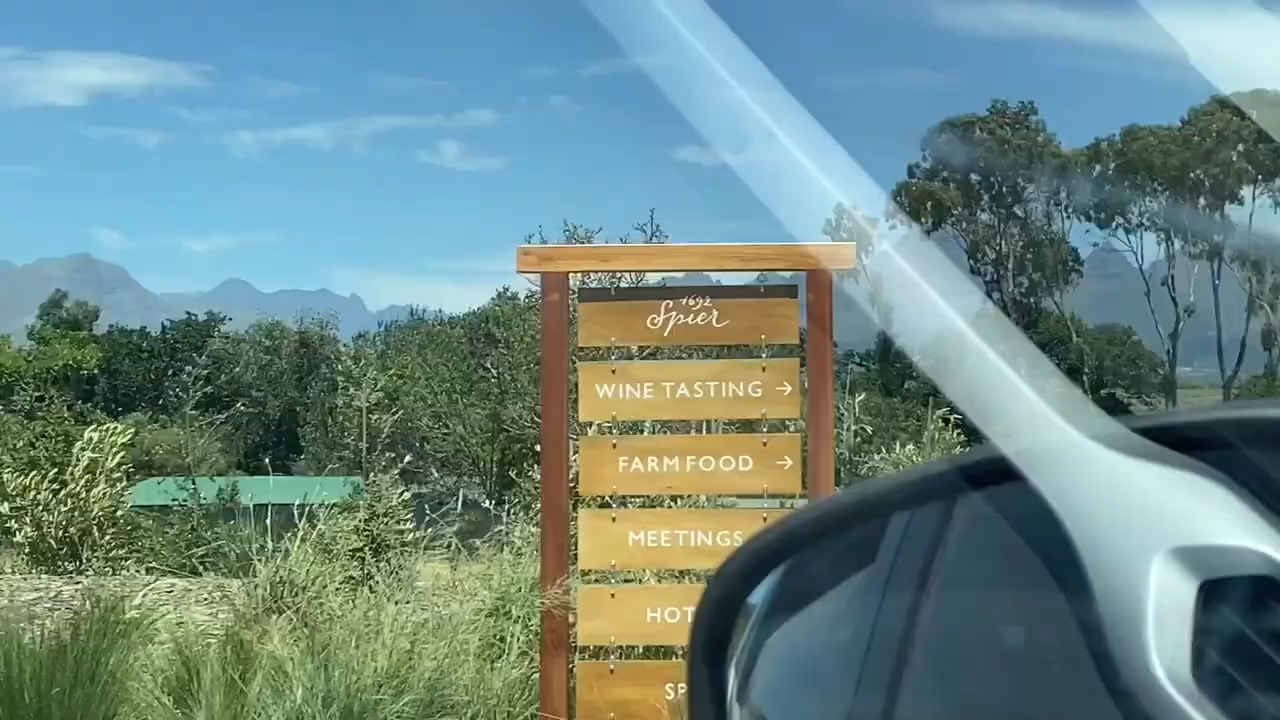 1692
Spier
WINE TASTING →
FARM FOOD →
MEETINGS